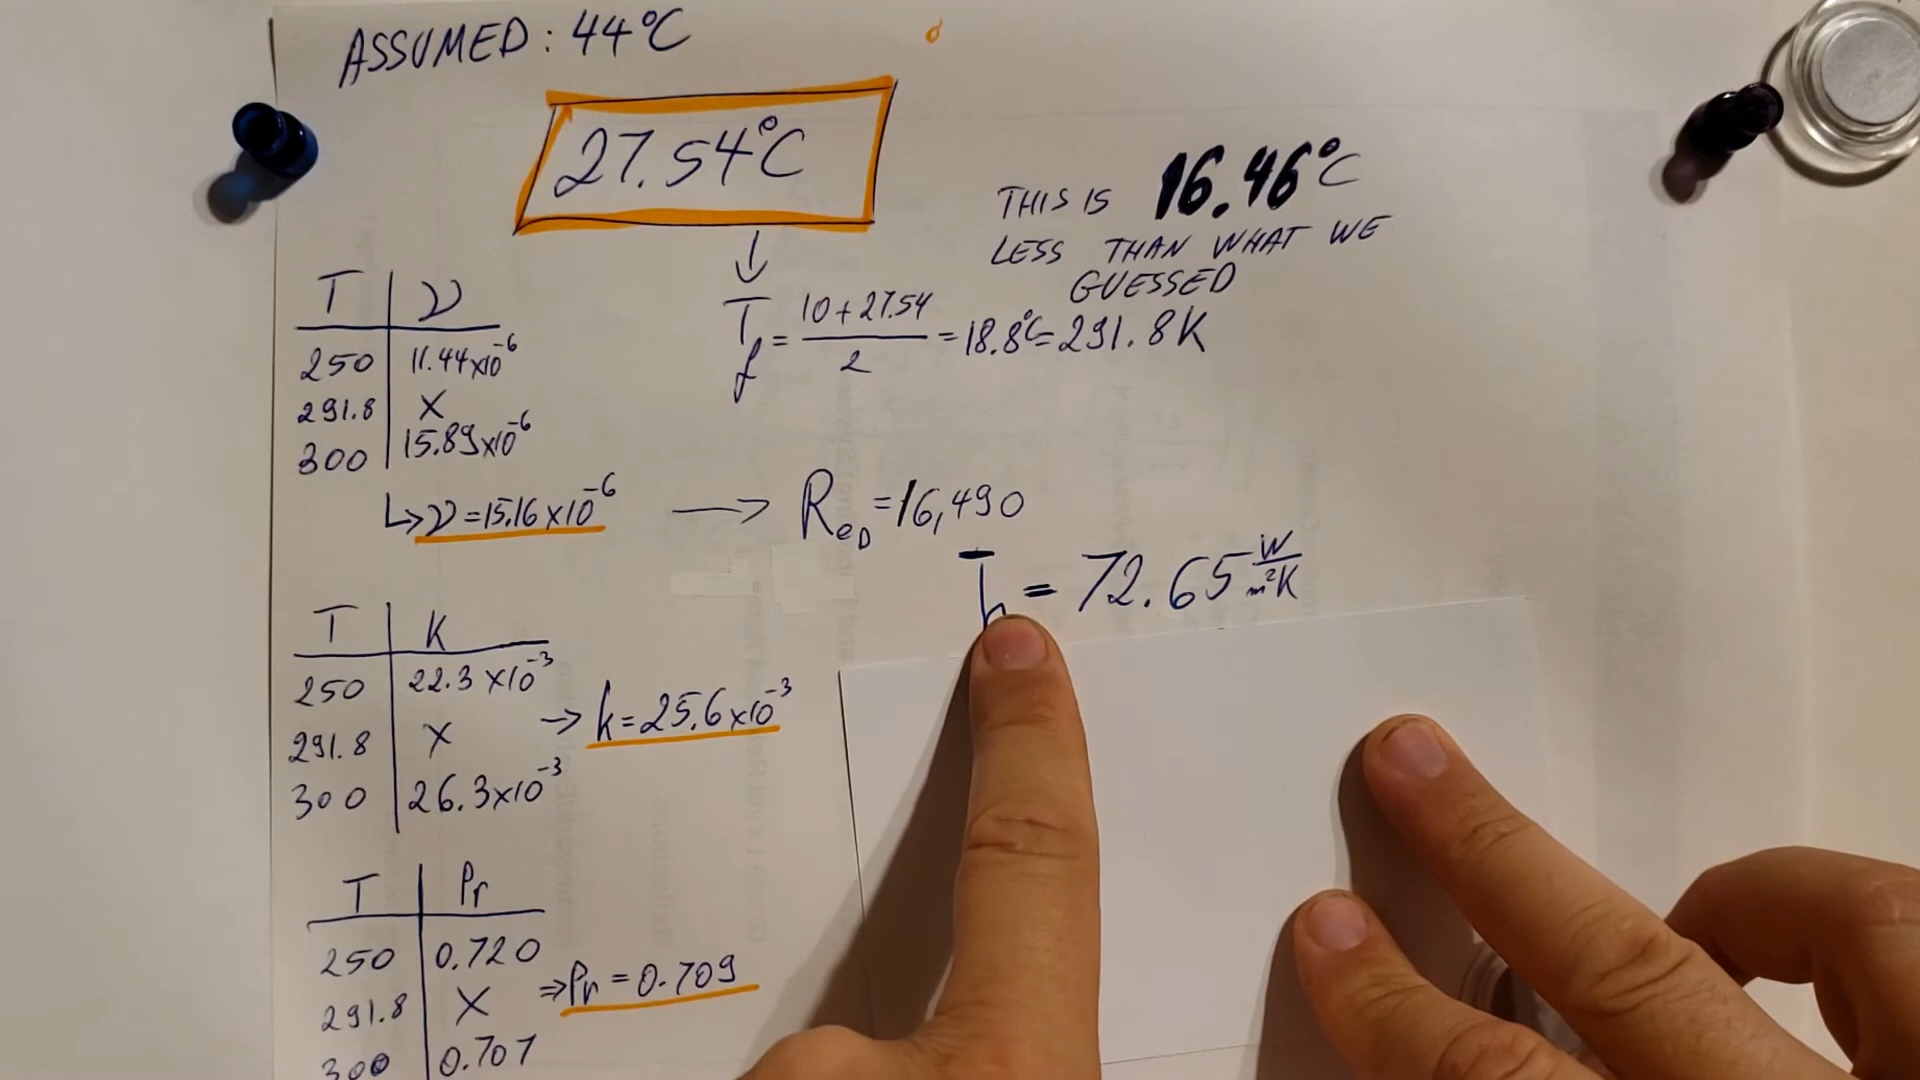 ASSUMED: 44°C
27.54°C
THIS IS 16.46°C
LESS THAN WHAT WE
GUESSED
↓
T_f = (10+27.54)/2 = 18.8°C = 291.8 K
T | ν
250 | 11.44×10^-6
291.8 | X
300 | 15.89×10^-6
↳ ν = 15.16×10^-6 → Re_D = 16,490
h̄ = 72.65 W/m²K
T | K
250 | 22.3×10^-3
291.8 | X → k = 25.6×10^-3
300 | 26.3×10^-3
T | Pr
250 | 0.720
291.8 | X ⇒ Pr = 0.709
300 | 0.707